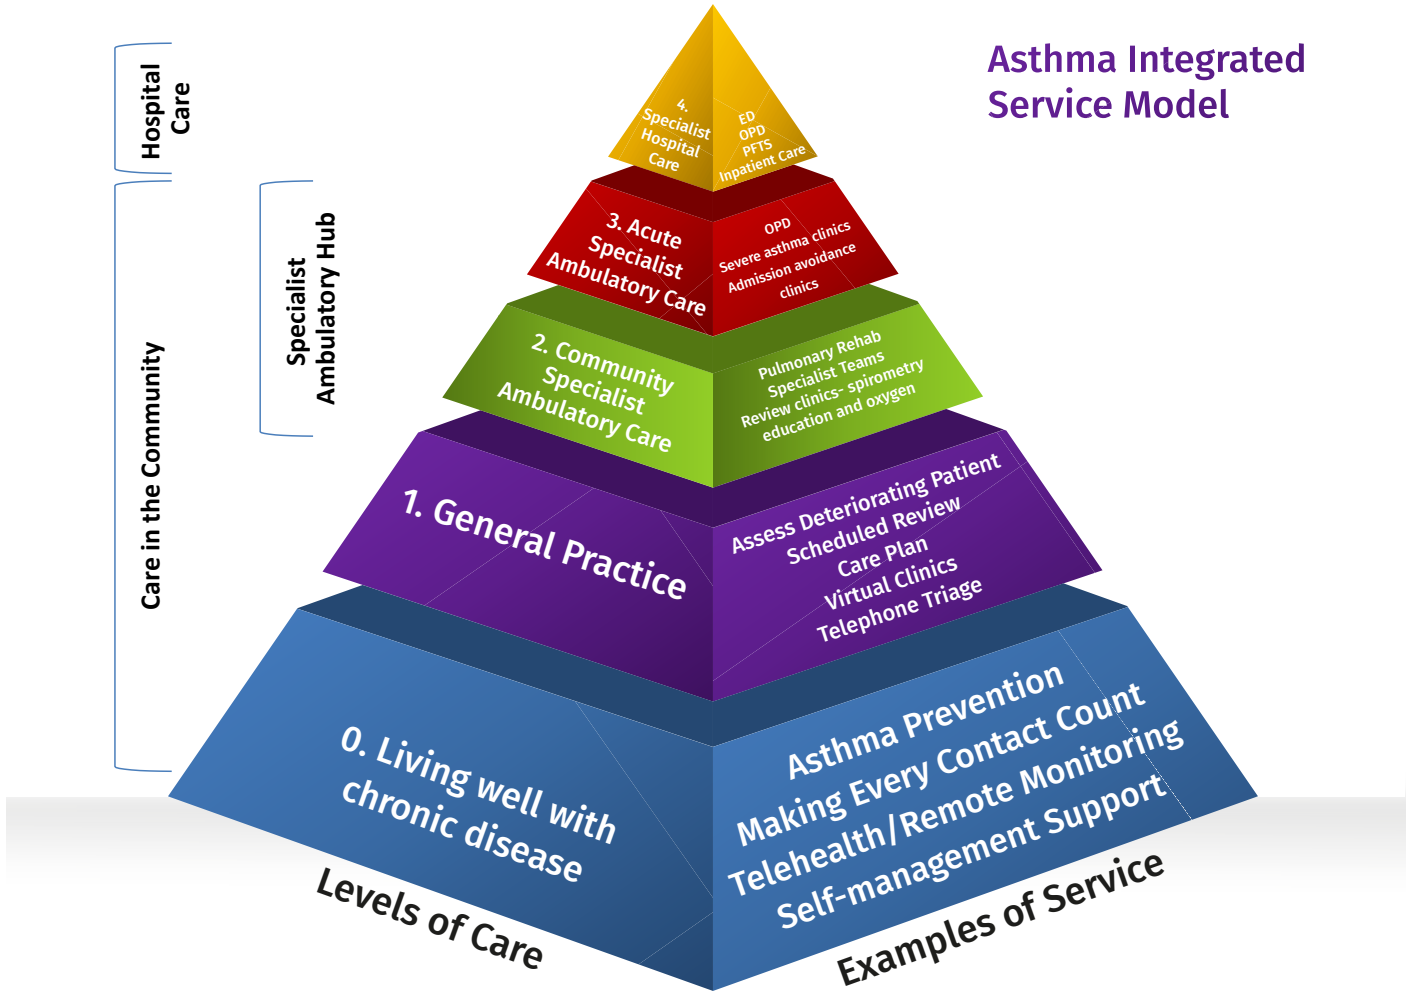 Asthma Integrated
Service Model
Hospital
Care
Care in the Community
Specialist
Ambulatory Hub
4.
Specialist
Hospital
Care
ED
OPD
PFTS
Inpatient Care
3. Acute
Specialist
Ambulatory Care
OPD
Severe asthma clinics
Admission avoidance
clinics
2. Community
Specialist
Ambulatory Care
Pulmonary Rehab
Specialist Teams
Review clinics- spirometry
education and oxygen
1. General Practice
Assess Deteriorating Patient
Scheduled Review
Care Plan
Virtual Clinics
Telephone Triage
0. Living well with
chronic disease
Asthma Prevention
Making Every Contact Count
Telehealth/Remote Monitoring
Self-management Support
Levels of Care
Examples of Service